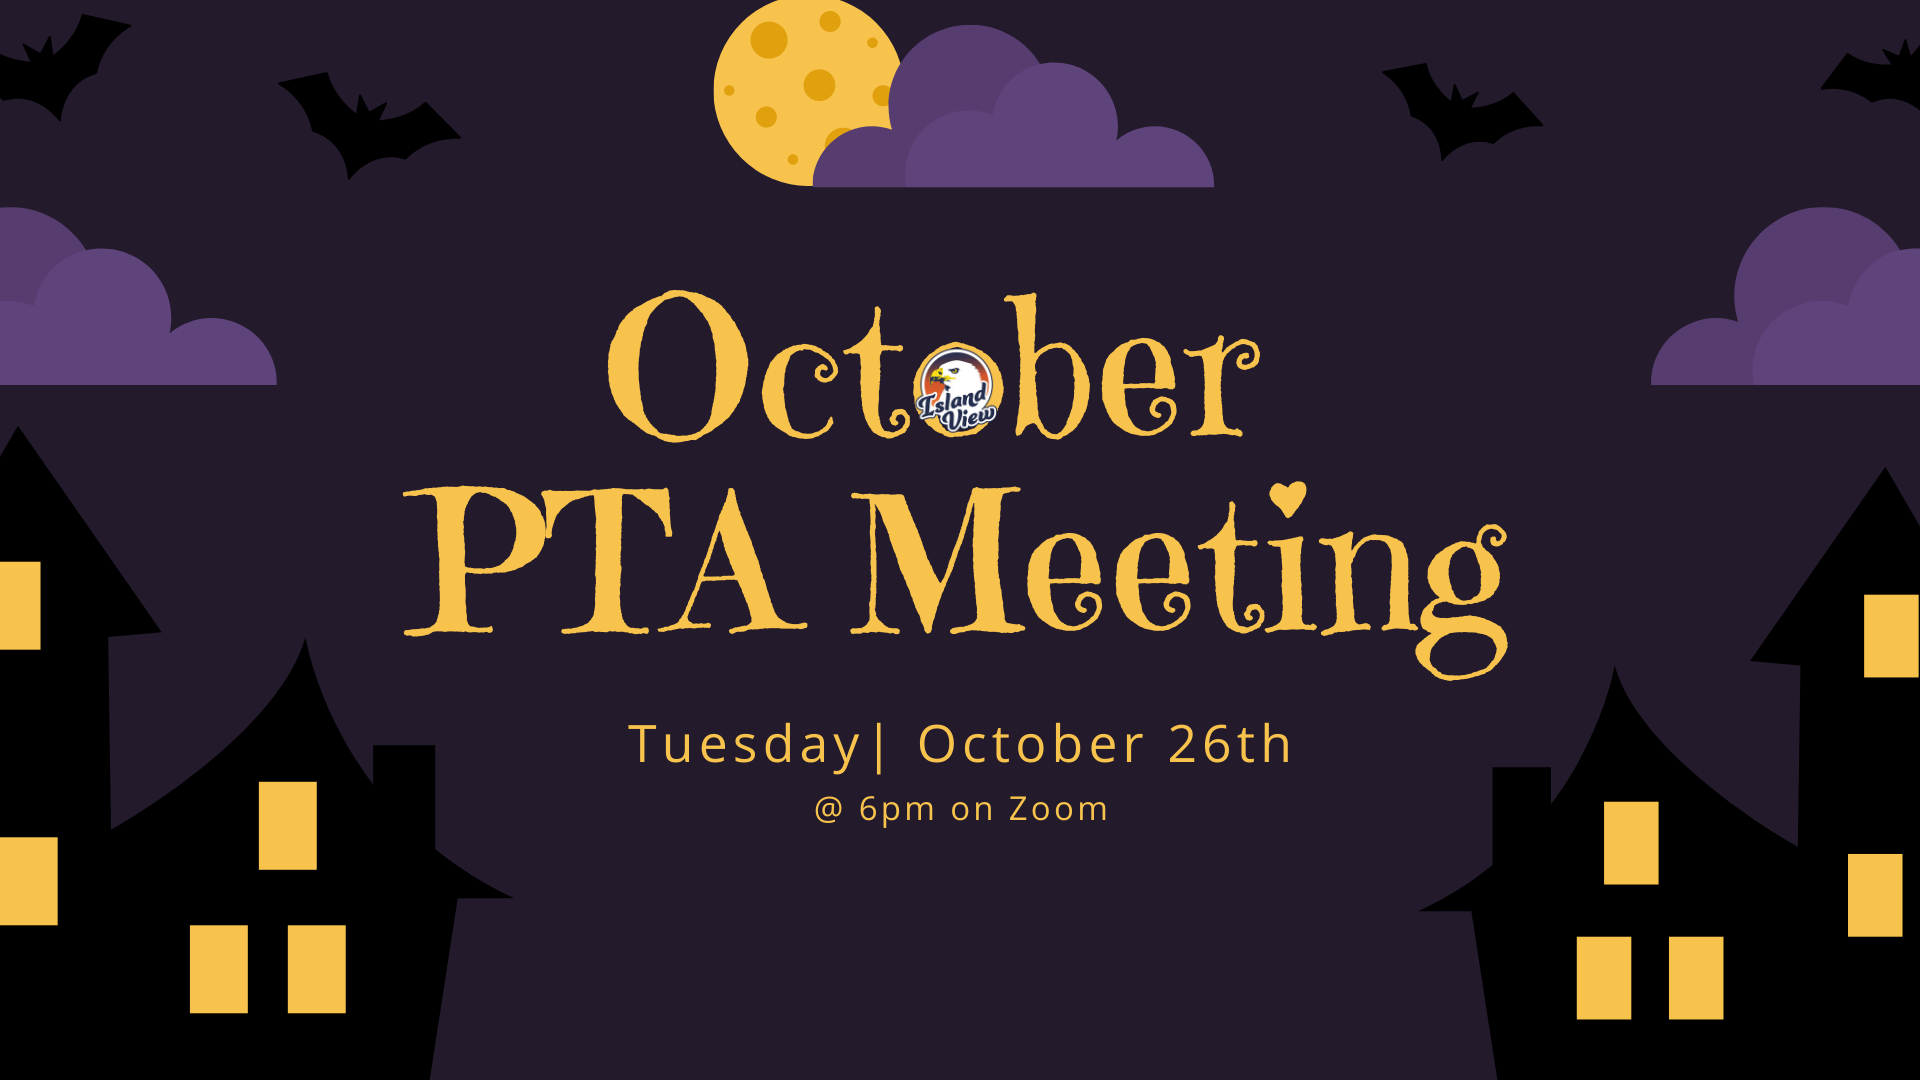 October
Island
View
PTA Meeting
Tuesday| October 26th
@ 6pm on Zoom